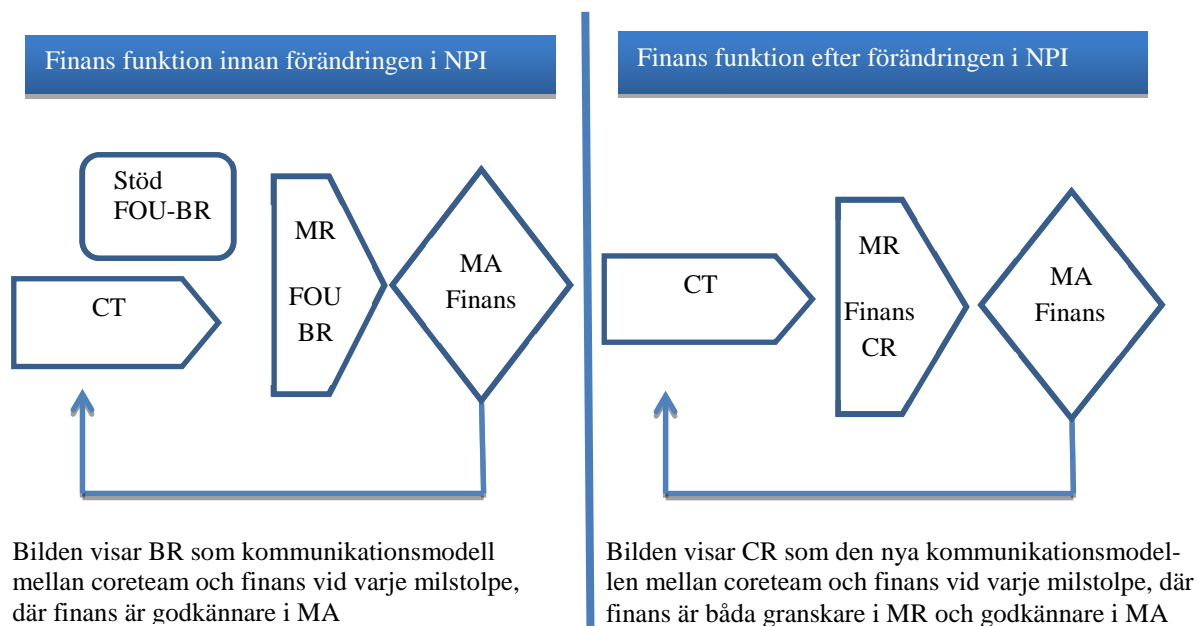 Finans funktion innan förändringen i NPI
Stöd
FOU-BR
CT
MR
FOU
BR
MA
Finans
Bilden visar BR som kommunikationsmodell
mellan coreteam och finans vid varje milstolpe,
där finans är godkännare i MA
Finans funktion efter förändringen i NPI
CT
MR
Finans
CR
MA
Finans
Bilden visar CR som den nya kommunikationsmodel-
len mellan coreteam och finans vid varje milstolpe, där
finans är båda granskare i MR och godkännare i MA